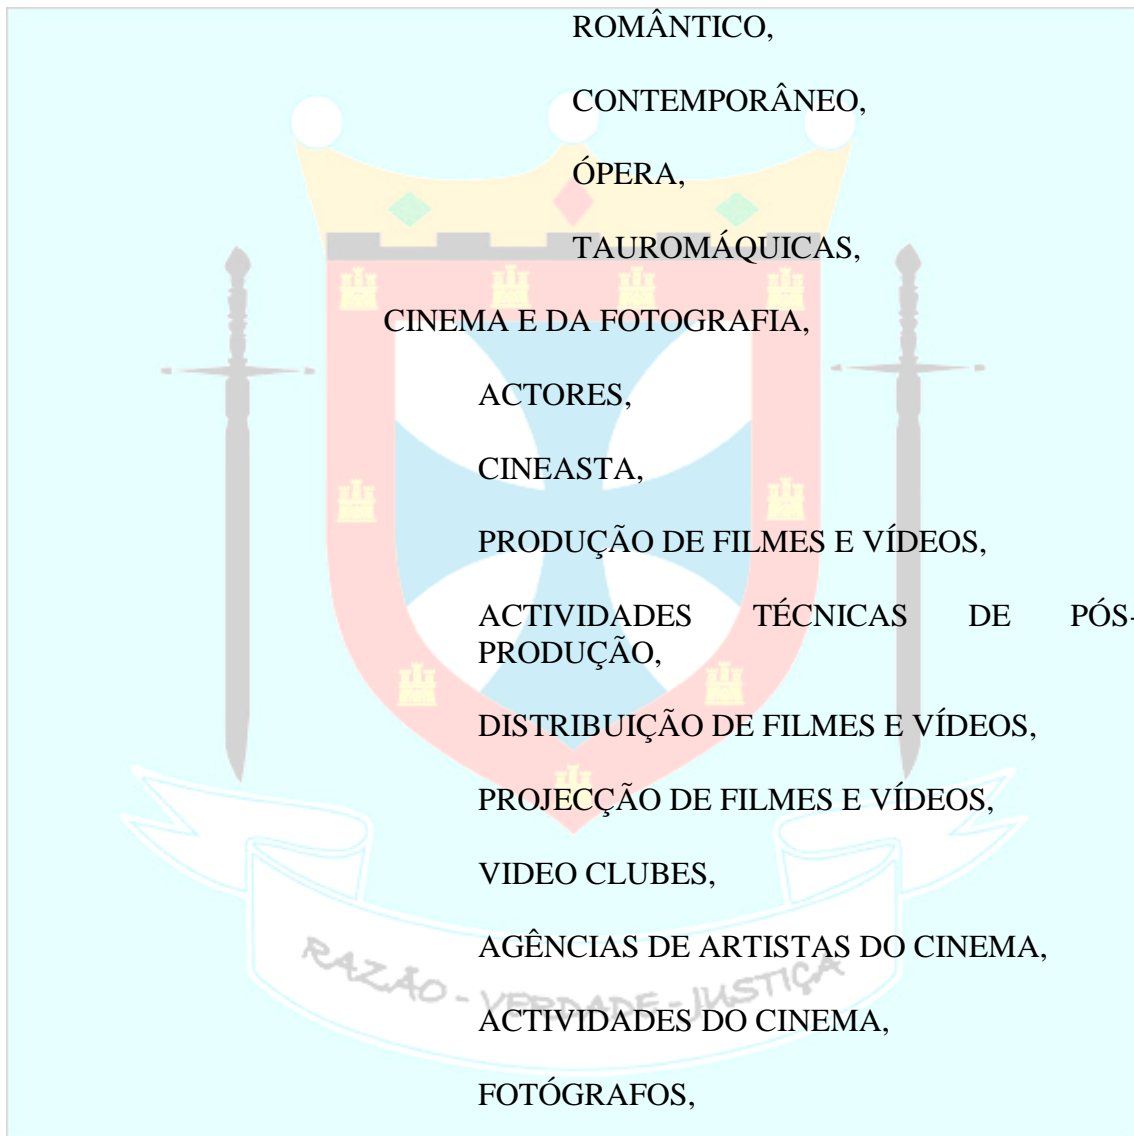 ROMÂNTICO,
CONTEMPORÂNEO,
ÓPERA,
TAUROMÁQUICAS,
CINEMA E DA FOTOGRAFIA,
ACTORES,
CINEASTA,
PRODUÇÃO DE FILMES E VÍDEOS,
ACTIVIDADES TÉCNICAS DE PÓS-
PRODUÇÃO,
DISTRIBUIÇÃO DE FILMES E VÍDEOS,
PROJECÇÃO DE FILMES E VÍDEOS,
VIDEO CLUBES,
AGÊNCIAS DE ARTISTAS DO CINEMA,
RAZÃO - VERDADE - JUSTIÇA
ACTIVIDADES DO CINEMA,
FOTÓGRAFOS,